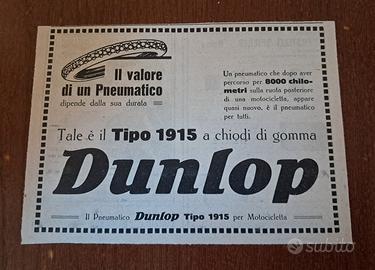 Il valore
di un Pneumatico
dipende dalla sua durata
Un pneumatico che dopo aver
percorso per 8000 chilo-
metri sulla ruota posteriore
di una motocicletta, appare
quasi nuovo, è il pneumatico
per tutti.
Tale è il Tipo 1915 a chiodi di gomma
Dunlop
Il Pneumatico Dunlop Tipo 1915 per Motocicletta
subito